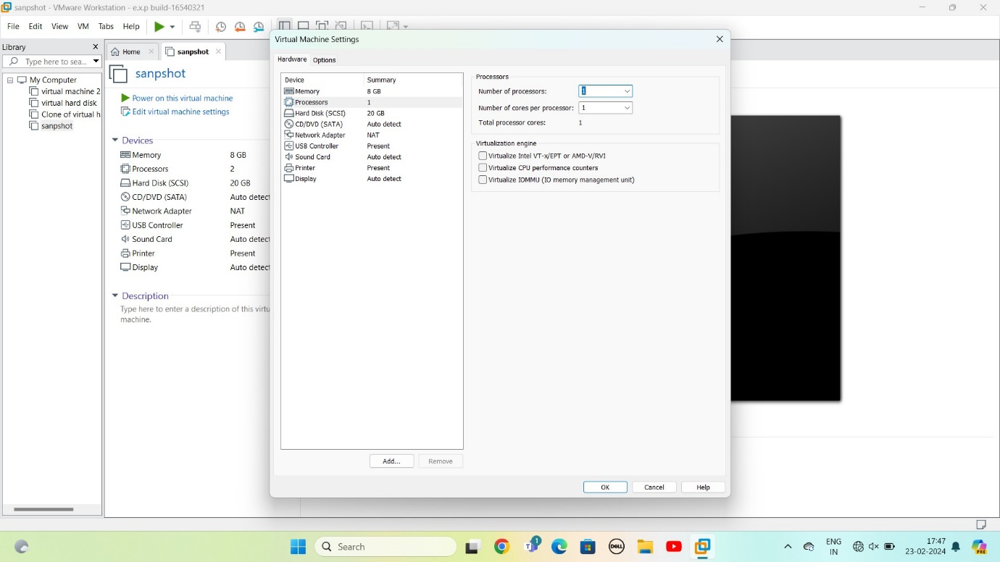 sanpshot - VMware Workstation - e.x.p build-16540321
File Edit View VM Tabs Help
Library
Type here to sea...
My Computer
virtual machine 2
virtual hard disk
Clone of virtual h
sanpshot
Home
sanpshot
sanpshot
Power on this virtual machine
Edit virtual machine settings
Devices
Memory 8 GB
Processors 2
Hard Disk (SCSI) 20 GB
CD/DVD (SATA) Auto detect
Network Adapter NAT
USB Controller Present
Sound Card Auto detect
Printer Present
Display Auto detect
Description
Type here to enter a description of this virtu
machine.
Virtual Machine Settings
Hardware Options
Device Summary
Memory 8 GB
Processors 1
Hard Disk (SCSI) 20 GB
CD/DVD (SATA) Auto detect
Network Adapter NAT
USB Controller Present
Sound Card Auto detect
Printer Present
Display Auto detect
Add... Remove
Processors
Number of processors: 1
Number of cores per processor: 1
Total processor cores: 1
Virtualization engine
Virtualize Intel VT-x/EPT or AMD-V/RVI
Virtualize CPU performance counters
Virtualize IOMMU (IO memory management unit)
OK Cancel Help
Search
1
DELL
ENG
IN
17:47
23-02-2024
PRE